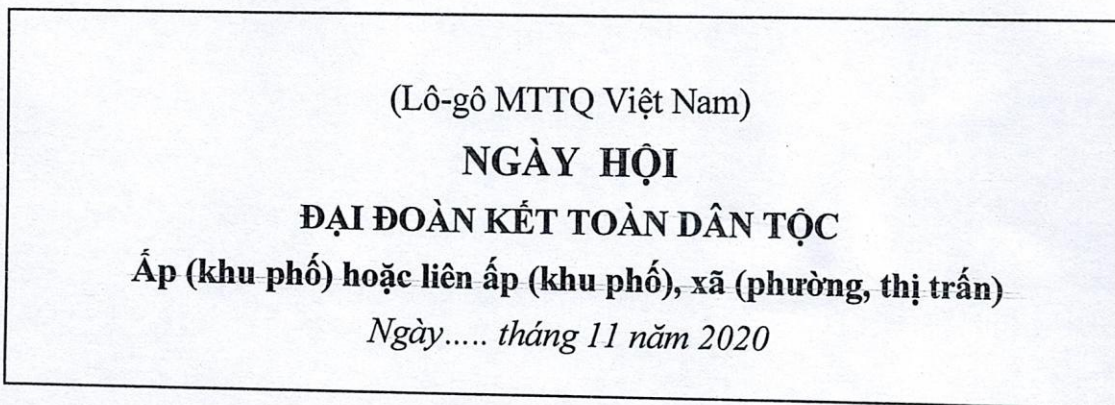 (Lô-gô MTTQ Việt Nam)
NGÀY HỘI
ĐẠI ĐOÀN KẾT TOÀN DÂN TỘC
Ấp (khu phố) hoặc liên ấp (khu phố), xã (phường, thị trấn)
Ngày..... tháng 11 năm 2020